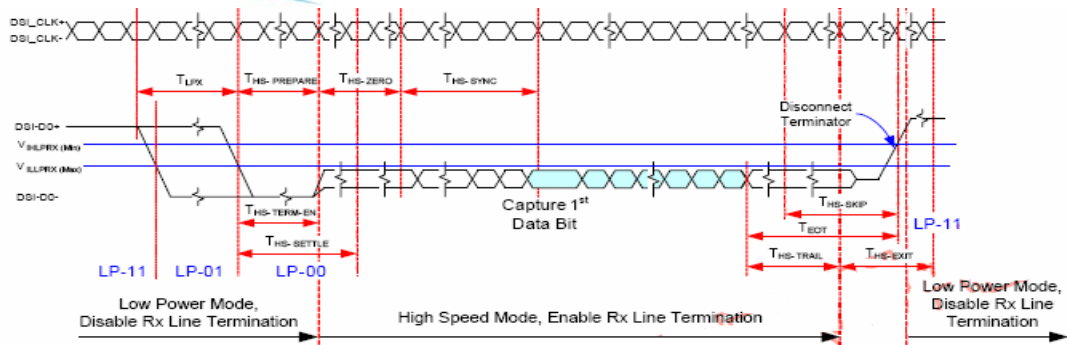 DSI_CLK+
DSI_CLK-
TLPX
THS-PREPARE
THS-ZERO
THS-SYNC
Disconnect
Terminator
DSI-D0+
VIHLPRX(Min)
VILLPRX(Max)
DSI-D0-
THS-TERM-EN
Capture 1st
Data Bit
THS-SKIP
THS-SETTLE
TEOT
LP-11
THS-TRAIL
THS-EXIT
LP-11
LP-01
LP-00
Low Power Mode,
Disable Rx Line Termination
High Speed Mode, Enable Rx Line Termination
Low Power Mode,
Disable Rx Line
Termination